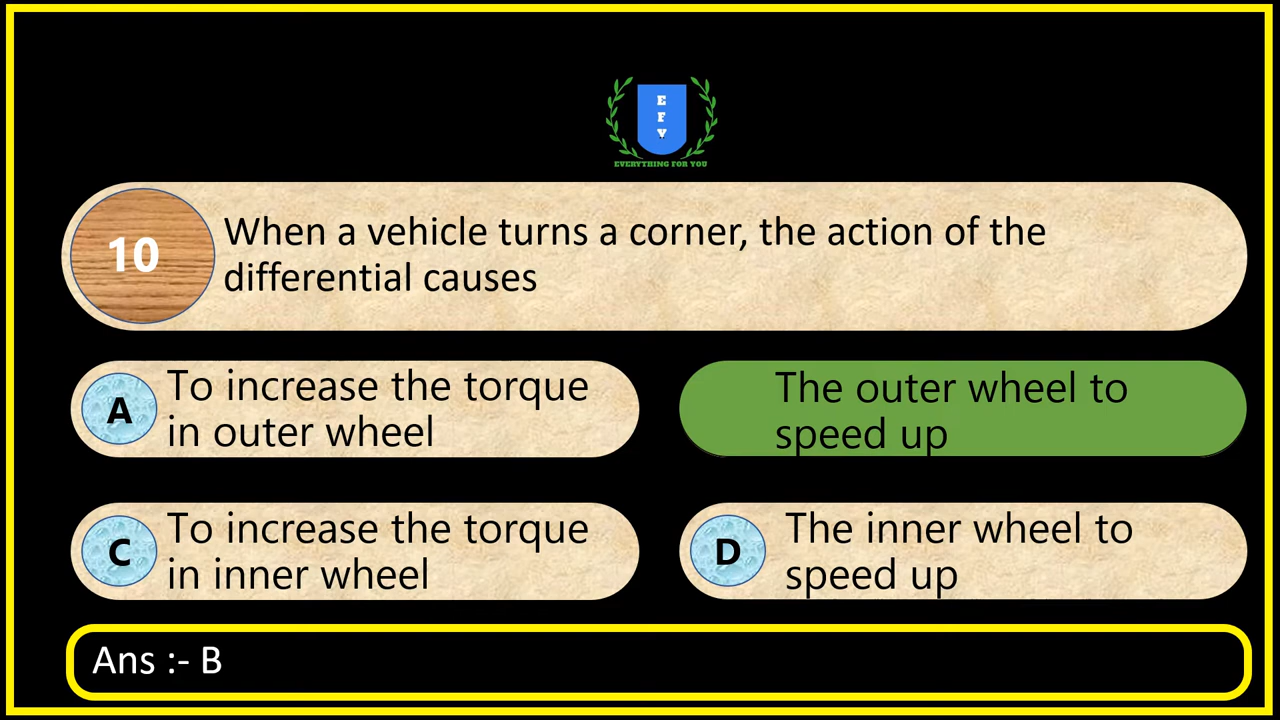 E
F
Y
EVERYTHING FOR YOU
10
When a vehicle turns a corner, the action of the
differential causes
A
To increase the torque
in outer wheel
The outer wheel to
speed up
C
To increase the torque
in inner wheel
D
The inner wheel to
speed up
Ans :- B